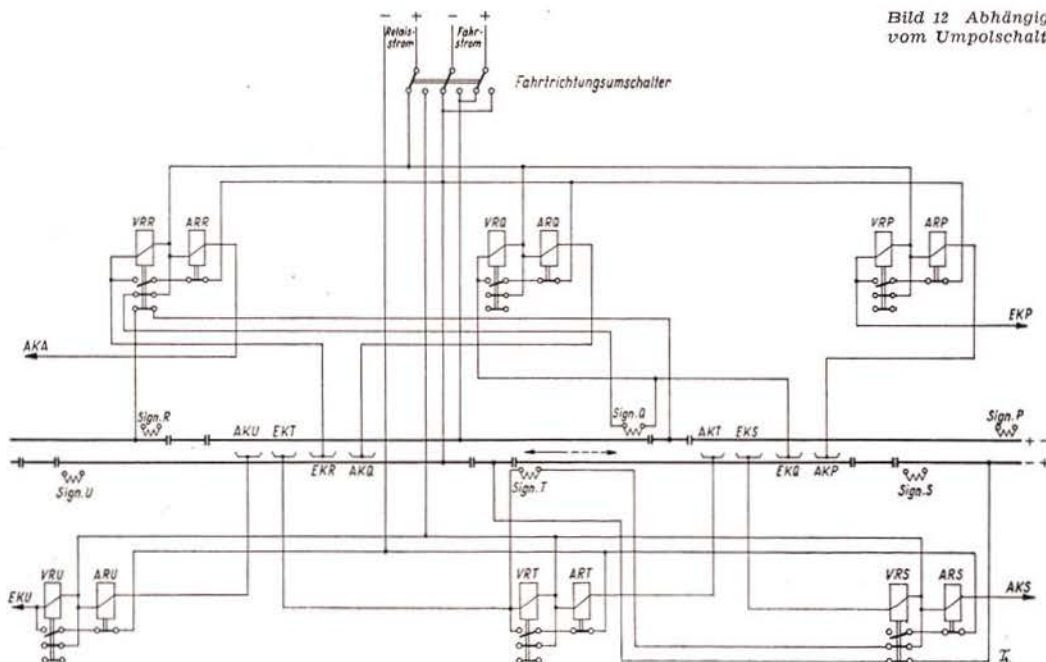 Bild 12 Abhängig
vom Umpolschalt
− + − +
Relais- Fahr-
strom strom
Fahrtrichtungsumschalter
VRR ARR VRQ ARQ VRP ARP
EKP
AKA
Sign.R Sign.Q Sign.P
AKU EKT AKT EKS
+ −
EKR AKQ EKQ AKP
− +
Sign.U Sign.T Sign.S
VRU ARU VRT ART VRS ARS
EKU AKS